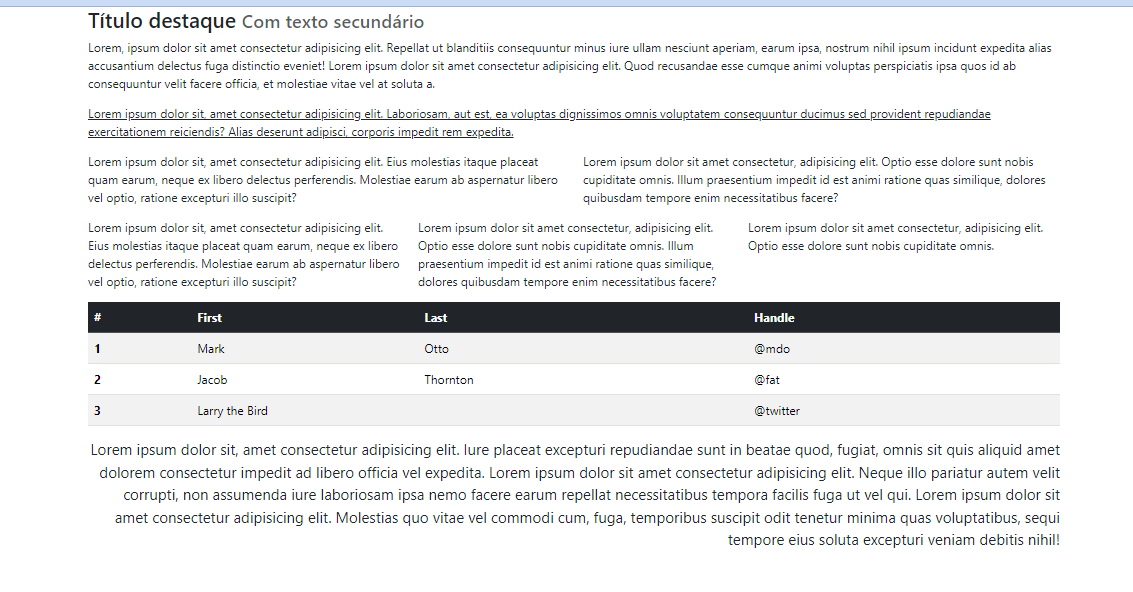 Título destaque Com texto secundário
Lorem, ipsum dolor sit amet consectetur adipisicing elit. Repellat ut blanditiis consequuntur minus iure ullam nesciunt aperiam, earum ipsa, nostrum nihil ipsum incidunt expedita alias
accusantium delectus fuga distinctio eveniet! Lorem ipsum dolor sit amet consectetur adipisicing elit. Quod recusandae esse cumque animi voluptas perspiciatis ipsa quos id ab
consequuntur velit facere officia, et molestiae vitae vel at soluta a.
Lorem ipsum dolor sit, amet consectetur adipisicing elit. Laboriosam, aut est, ea voluptas dignissimos omnis voluptatem consequuntur ducimus sed provident repudiandae
exercitationem reiciendis? Alias deserunt adipisci, corporis impedit rem expedita.
Lorem ipsum dolor sit, amet consectetur adipisicing elit. Eius molestias itaque placeat
quam earum, neque ex libero delectus perferendis. Molestiae earum ab aspernatur libero
vel optio, ratione excepturi illo suscipit?
Lorem ipsum dolor sit amet consectetur, adipisicing elit. Optio esse dolore sunt nobis
cupiditate omnis. Illum praesentium impedit id est animi ratione quas similique, dolores
quibusdam tempore enim necessitatibus facere?
Lorem ipsum dolor sit, amet consectetur adipisicing elit.
Eius molestias itaque placeat quam earum, neque ex libero
delectus perferendis. Molestiae earum ab aspernatur libero
vel optio, ratione excepturi illo suscipit?
Lorem ipsum dolor sit amet consectetur, adipisicing elit.
Optio esse dolore sunt nobis cupiditate omnis. Illum
praesentium impedit id est animi ratione quas similique,
dolores quibusdam tempore enim necessitatibus facere?
Lorem ipsum dolor sit amet consectetur, adipisicing elit.
Optio esse dolore sunt nobis cupiditate omnis.
# First Last Handle
1 Mark Otto @mdo
2 Jacob Thornton @fat
3 Larry the Bird @twitter
Lorem ipsum dolor sit, amet consectetur adipisicing elit. Iure placeat excepturi repudiandae sunt in beatae quod, fugiat, omnis sit quis aliquid amet
dolorem consectetur impedit ad libero officia vel expedita. Lorem ipsum dolor sit amet consectetur adipisicing elit. Neque illo pariatur autem velit
corrupti, non assumenda iure laboriosam ipsa nemo facere earum repellat necessitatibus tempora facilis fuga ut vel qui. Lorem ipsum dolor sit
amet consectetur adipisicing elit. Molestias quo vitae vel commodi cum, fuga, temporibus suscipit odit tenetur minima quas voluptatibus, sequi
tempore eius soluta excepturi veniam debitis nihil!